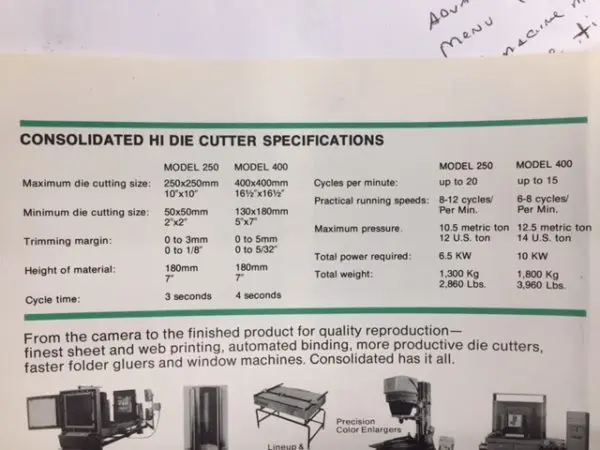 ADVA
MENU
MACHINE
CONSOLIDATED HI DIE CUTTER SPECIFICATIONS
MODEL 250 MODEL 400
Maximum die cutting size: 250x250mm 400x400mm
10"x10" 16½"x16½"
Minimum die cutting size: 50x50mm 130x180mm
2"x2" 5"x7"
Trimming margin: 0 to 3mm 0 to 5mm
0 to 1/8" 0 to 5/32"
Height of material: 180mm 180mm
7" 7"
Cycle time: 3 seconds 4 seconds
MODEL 250 MODEL 400
Cycles per minute: up to 20 up to 15
Practical running speeds: 8-12 cycles/ 6-8 cycles/
Per Min. Per Min.
Maximum pressure. 10.5 metric ton 12.5 metric ton
12 U.S. ton 14 U.S. ton
Total power required: 6.5 KW 10 KW
Total weight: 1,300 Kg 1,800 Kg
2,860 Lbs. 3,960 Lbs.
From the camera to the finished product for quality reproduction—
finest sheet and web printing, automated binding, more productive die cutters,
faster folder gluers and window machines. Consolidated has it all.
Precision
Color Enlargers
Lineup &